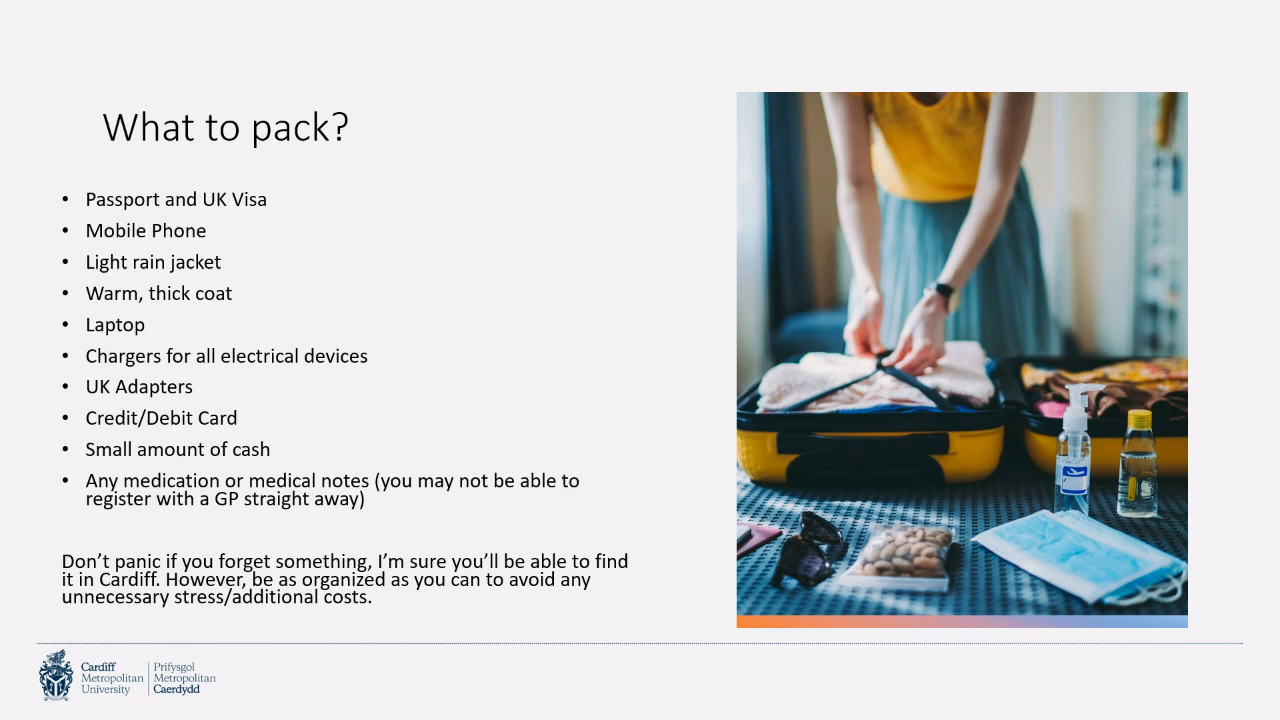 What to pack?
• Passport and UK Visa
• Mobile Phone
• Light rain jacket
• Warm, thick coat
• Laptop
• Chargers for all electrical devices
• UK Adapters
• Credit/Debit Card
• Small amount of cash
• Any medication or medical notes (you may not be able to
register with a GP straight away)
Don’t panic if you forget something, I’m sure you’ll be able to find
it in Cardiff. However, be as organized as you can to avoid any
unnecessary stress/additional costs.
Cardiff
Metropolitan
University
Prifysgol
Metropolitan
Caerdydd